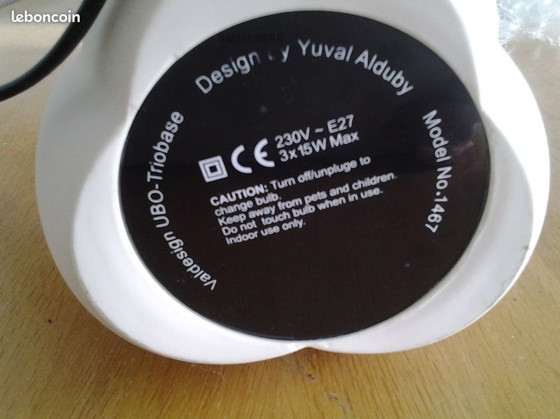 leboncoin
Design by Yuval Alduby
Valdesign UBO-Triobase
Model No.1467
CE
230V ~ E27
3x15W Max
CAUTION: Turn off/unpluge to
change bulb.
Keep away from pets and children.
Do not touch bulb when in use.
Indoor use only.